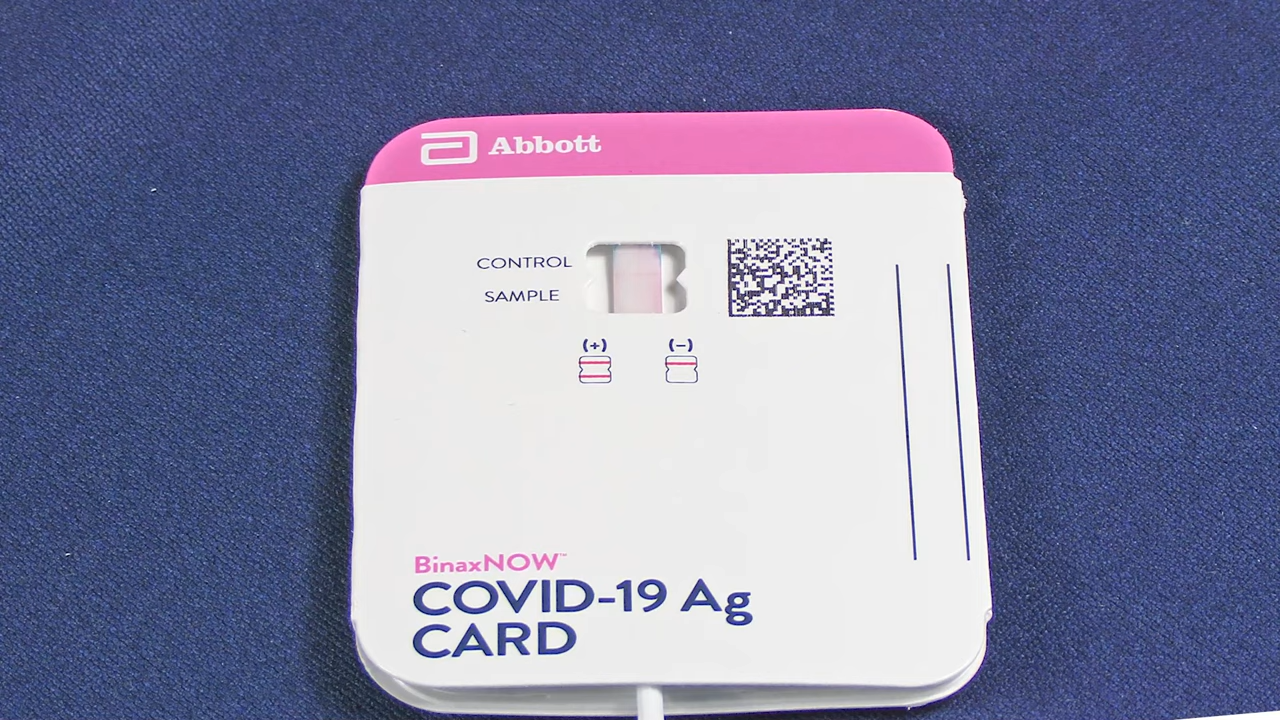 Abbott
CONTROL
SAMPLE
(+) (−)
BinaxNOW™
COVID-19 Ag
CARD